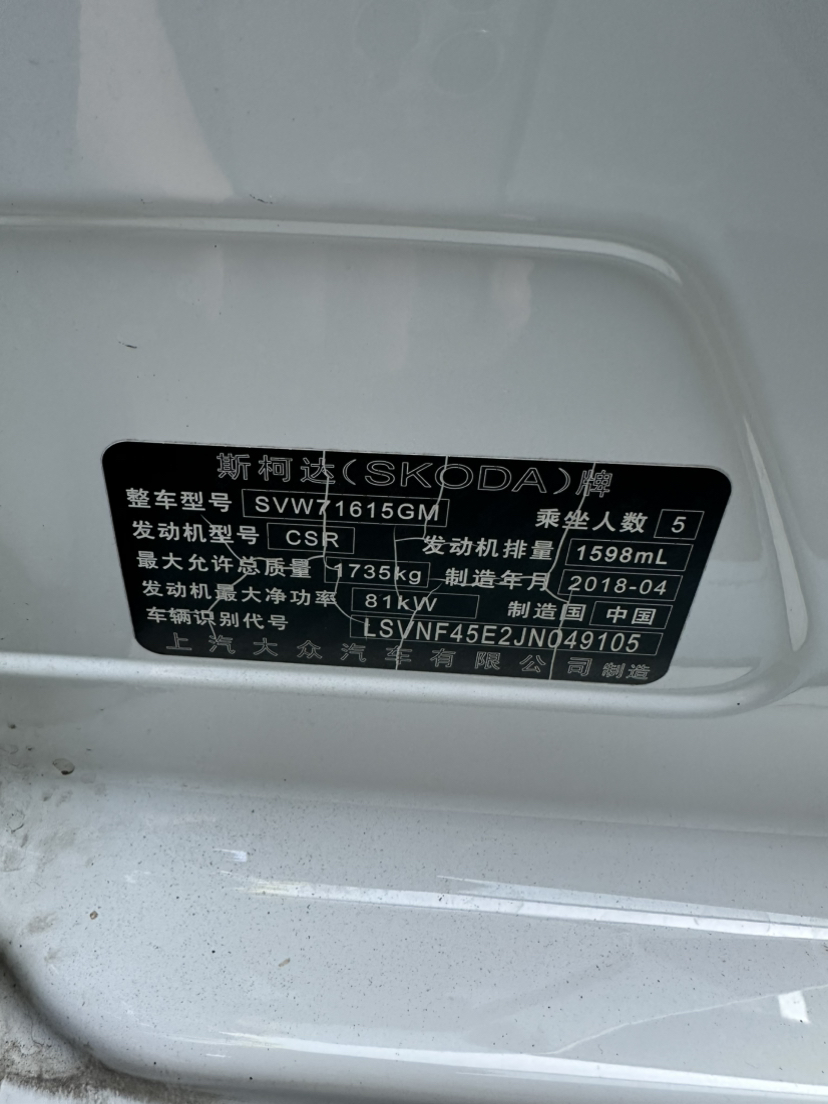 斯柯达(SKODA)牌
整车型号 SVW71615GM 乘坐人数 5
发动机型号 CSR 发动机排量 1598mL
最大允许总质量 1735kg 制造年月 2018-04
发动机最大净功率 81kW 制造国 中国
车辆识别代号 LSVNF45E2JN049105
上汽大众汽车有限公司 制造